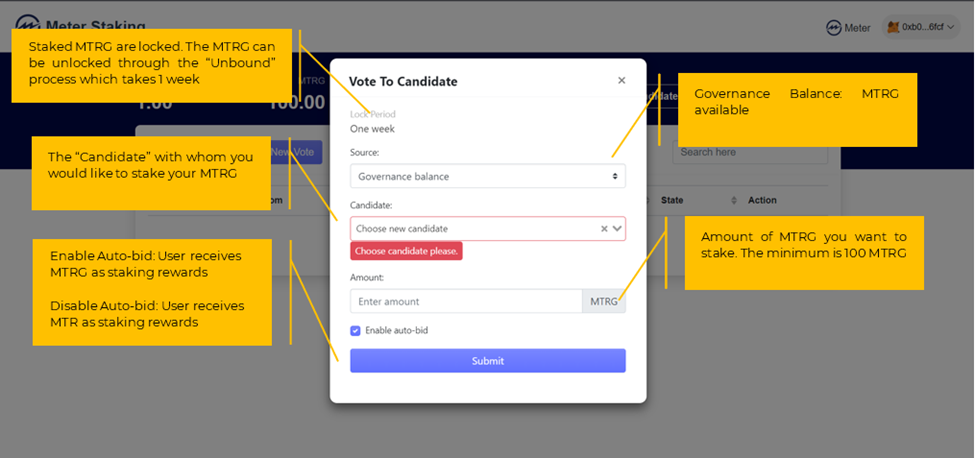 Meter Staking
Meter
0xb0...6fcf
Staked MTRG are locked. The MTRG can
be unlocked through the “Unbound”
process which takes 1 week
MTRG
1.00
100.00
Vote To Candidate
×
Governance Balance: MTRG
available
Lock Period
One week
New Vote
Search here
The “Candidate” with whom you
would like to stake your MTRG
Source:
Governance balance
State
Action
Candidate:
Choose new candidate
Choose candidate please.
Amount of MTRG you want to
stake. The minimum is 100 MTRG
Enable Auto-bid: User receives
MTRG as staking rewards
Disable Auto-bid: User receives
MTR as staking rewards
Amount:
Enter amount
MTRG
Enable auto-bid
Submit